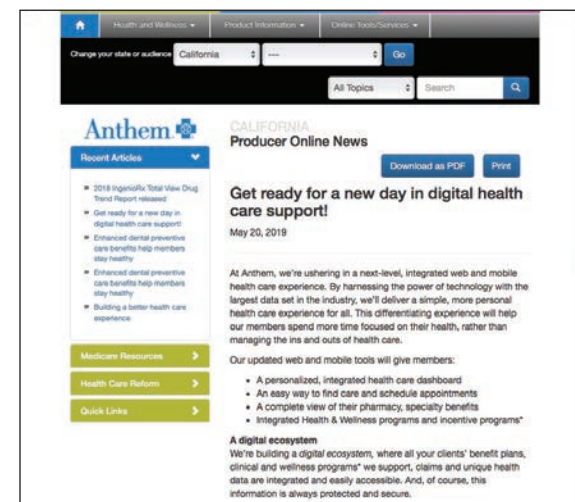 Health and Wellness
Product Information
Online Tools/Services
Change your state or audience
California
---
Go
All Topics
Search
Anthem
Recent Articles
2018 IngenioRx Total View Drug
Trend Report released
Get ready for a new day in
digital health care support!
Enhanced dental preventive
care benefits help members
stay healthy
Enhanced dental preventive
care benefits help members
stay healthy
Building a better health care
experience
Medicare Resources
Health Care Reform
Quick Links
CALIFORNIA
Producer Online News
Download as PDF
Print
Get ready for a new day in digital health
care support!
May 20, 2019
At Anthem, we're ushering in a next-level, integrated web and mobile
health care experience. By harnessing the power of technology with the
largest data set in the industry, we'll deliver a simple, more personal
health care experience for all. This differentiating experience will help
our members spend more time focused on their health, rather than
managing the ins and outs of health care.
Our updated web and mobile tools will give members:
• A personalized, integrated health care dashboard
• An easy way to find care and schedule appointments
• A complete view of their pharmacy, specialty benefits
• Integrated Health & Wellness programs and incentive programs*
A digital ecosystem
We're building a digital ecosystem, where all your clients' benefit plans,
clinical and wellness programs* we support, claims and unique health
data are integrated and easily accessible. And, of course, this
information is always protected and secure.